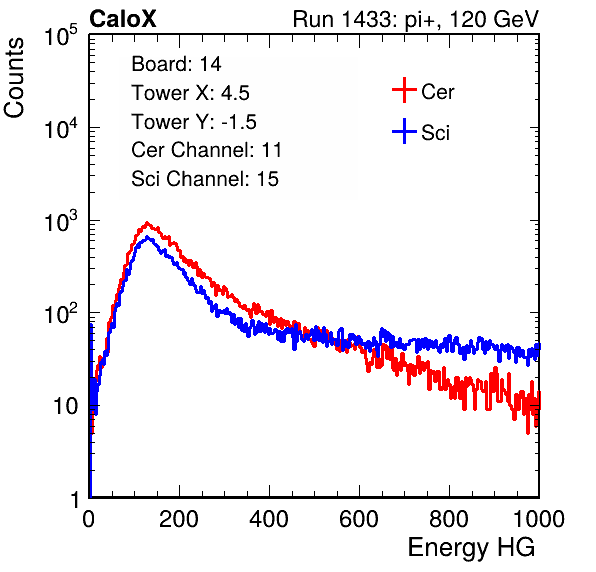 CaloX Run 1433: pi+, 120 GeV
Board: 14
Tower X: 4.5
Tower Y: -1.5
Cer Channel: 11
Sci Channel: 15
Cer
Sci
Counts
10^5
10^4
10^3
10^2
10
1
0 200 400 600 800 1000
Energy HG